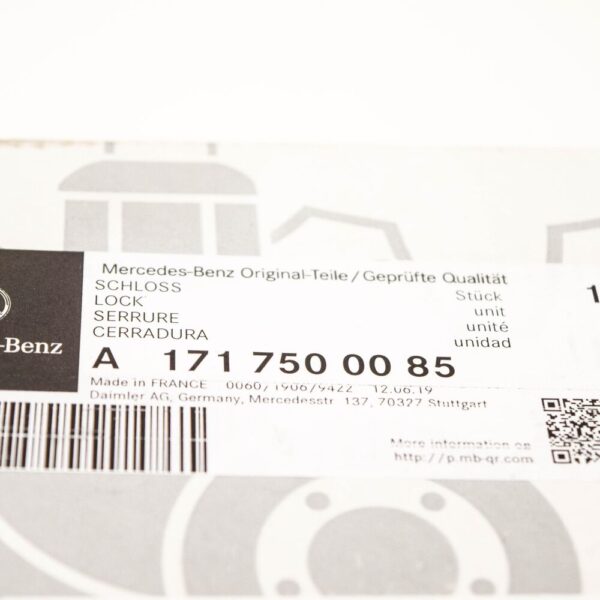 Mercedes-Benz Original-Teile / Geprüfte Qualität
SCHLOSS Stück 1
LOCK unit
SERRURE unité
CERRADURA unidad
-Benz
A 171 750 00 85
Made in FRANCE 0060/190679422 12.06.19
Daimler AG, Germany, Mercedesstr. 137, 70327 Stuttgart
More information on
http://p.mb-qr.com